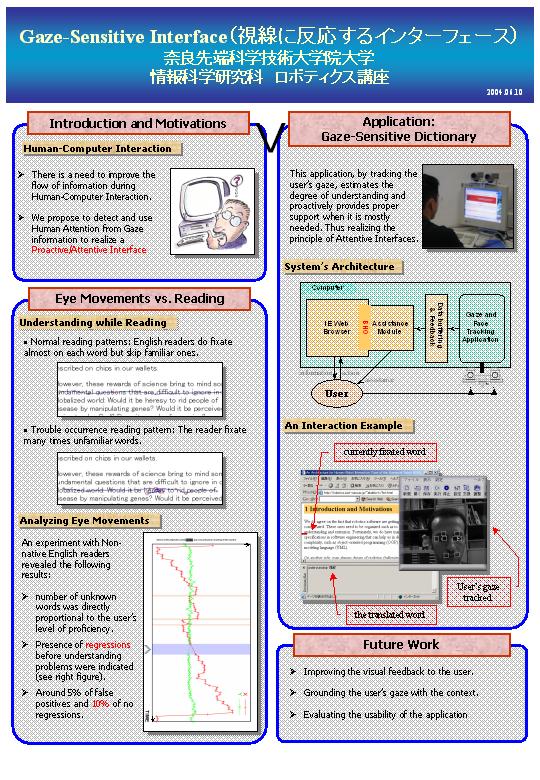 Gaze-Sensitive Interface(視線に反応するインターフェース)
奈良先端科学技術大学院大学
情報科学研究科 ロボティクス講座
2004.04.10
Introduction and Motivations
Human-Computer Interaction
➢ There is a need to improve the
flow of information during
Human-Computer Interaction.
➢ We propose to detect and use
Human Attention from Gaze
information to realize a
Proactive/Attentive Interface
Eye Movements vs. Reading
Understanding while Reading
▪ Normal reading patterns: English readers do fixate
almost on each word but skip familiar ones.
scribed on chips in our wallets.
owever, these rewards of science bring to mind so
undamental questions that are difficult to ignore in
lobalized world. Would it be heresy to rid people of
sease by manipulating genes? Would it be perceive
▪ Trouble occurrence reading pattern: The reader fixate
many times unfamiliar words.
scribed on chips in our wallets.
owever, these rewards of science bring to mind son
undamental questions that are difficult to ignore in c
lobalized world. Would it be to rid people of
sease by manipulating genes? Would it be perceive
Analyzing Eye Movements
An experiment with Non-
native English readers
revealed the following
results:
➢ number of unknown
words was directly
proportional to the user's
level of proficiency.
➢ Presence of regressions
before understanding
problems were indicated
(see right figure).
➢ Around 5% of false
positives and 10% of no
regressions.
TIME
Application:
Gaze-Sensitive Dictionary
This application, by tracking the
user's gaze, estimates the
degree of understanding and
proactively provides proper
support when it is mostly
needed. Thus realizing the
principle of Attentive Interfaces.
System's Architecture
Computer
IE Web
Browser
BHO
Assistance
Module
Data buffering
& Feedback
Gaze and
Face
Tracking
Application
User
An Interaction Example
currently fixated word
1 Introduction and Motivations
User's gaze
tracked
the translated word
Future Work
➢ Improving the visual feedback to the user.
➢ Grounding the user's gaze with the context.
➢ Evaluating the usability of the application